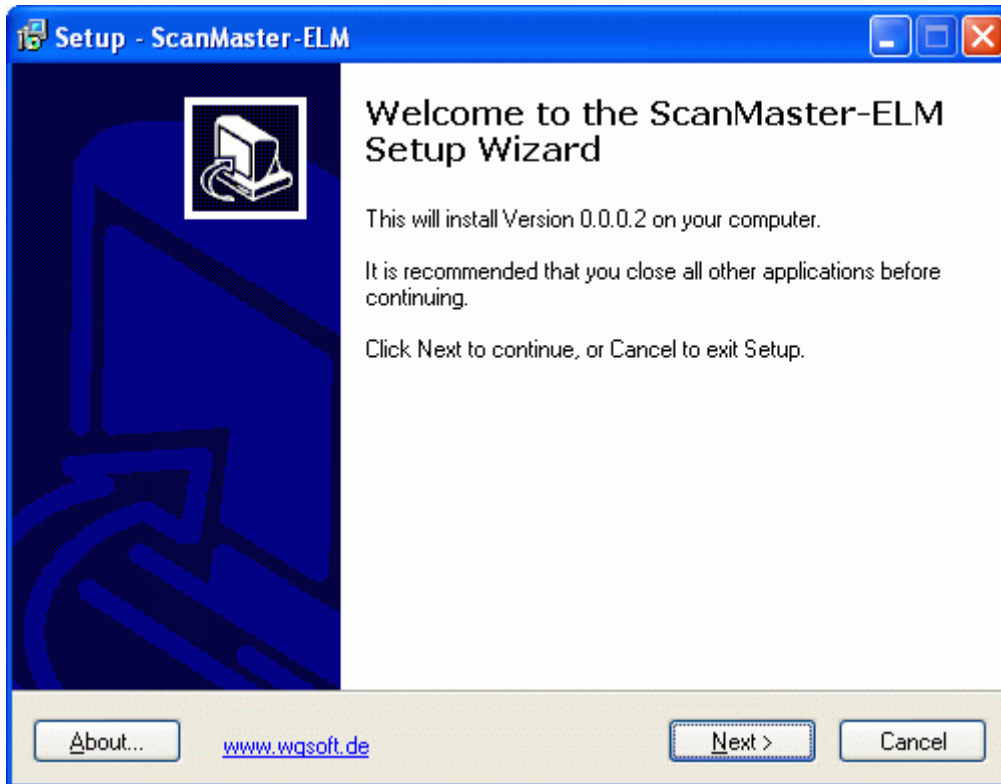 Setup - ScanMaster-ELM
Welcome to the ScanMaster-ELM
Setup Wizard
This will install Version 0.0.0.2 on your computer.
It is recommended that you close all other applications before
continuing.
Click Next to continue, or Cancel to exit Setup.
About... www.wgsoft.de Next > Cancel